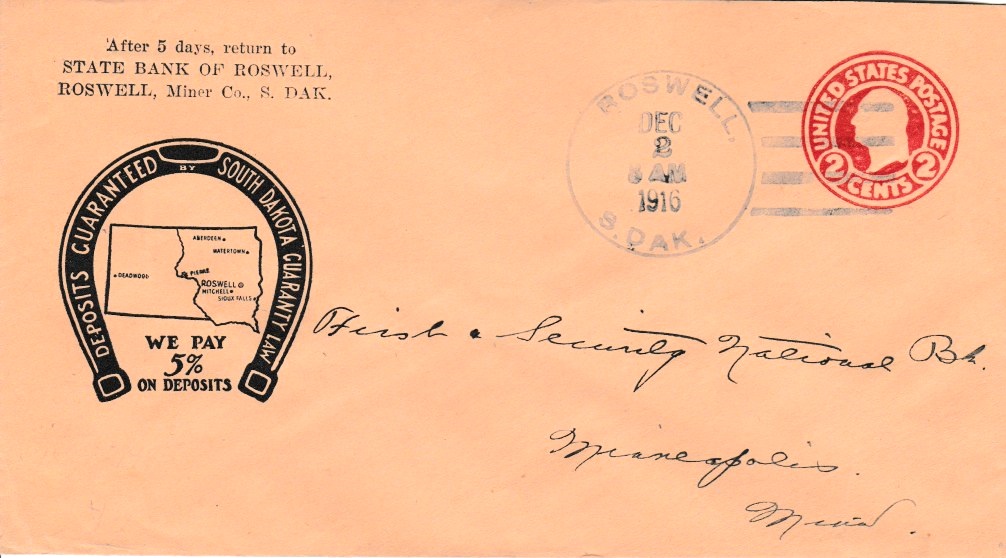 After 5 days, return to
STATE BANK OF ROSWELL,
ROSWELL, Miner Co., S. DAK.
DEPOSITS GUARANTEED BY SOUTH DAKOTA GUARANTY LAW
ABERDEEN
WATERTOWN
DEADWOOD
PIERRE
ROSWELL
MITCHELL
SIOUX FALLS
WE PAY
5%
ON DEPOSITS
ROSWELL,
DEC
2
8 AM
1916
S. DAK.
UNITED STATES POSTAGE
2 CENTS 2
First & Security National Bk.
Minneapolis.
Minn.